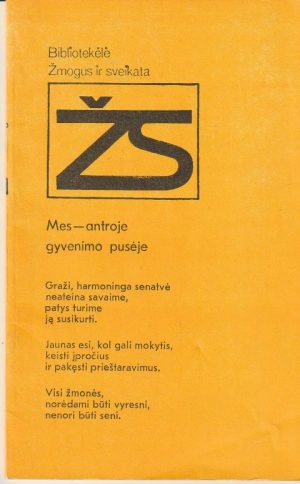 Bibliotekėlė
Žmogus ir sveikata
ŽS
Mes—antroje
gyvenimo pusėje
Graži, harmoninga senatvė
neateina savaime,
patys turime
ją susikurti.
Jaunas esi, kol gali mokytis,
keisti įpročius
ir pakęsti prieštaravimus.
Visi žmonės,
norėdami būti vyresni,
nenori būti seni.